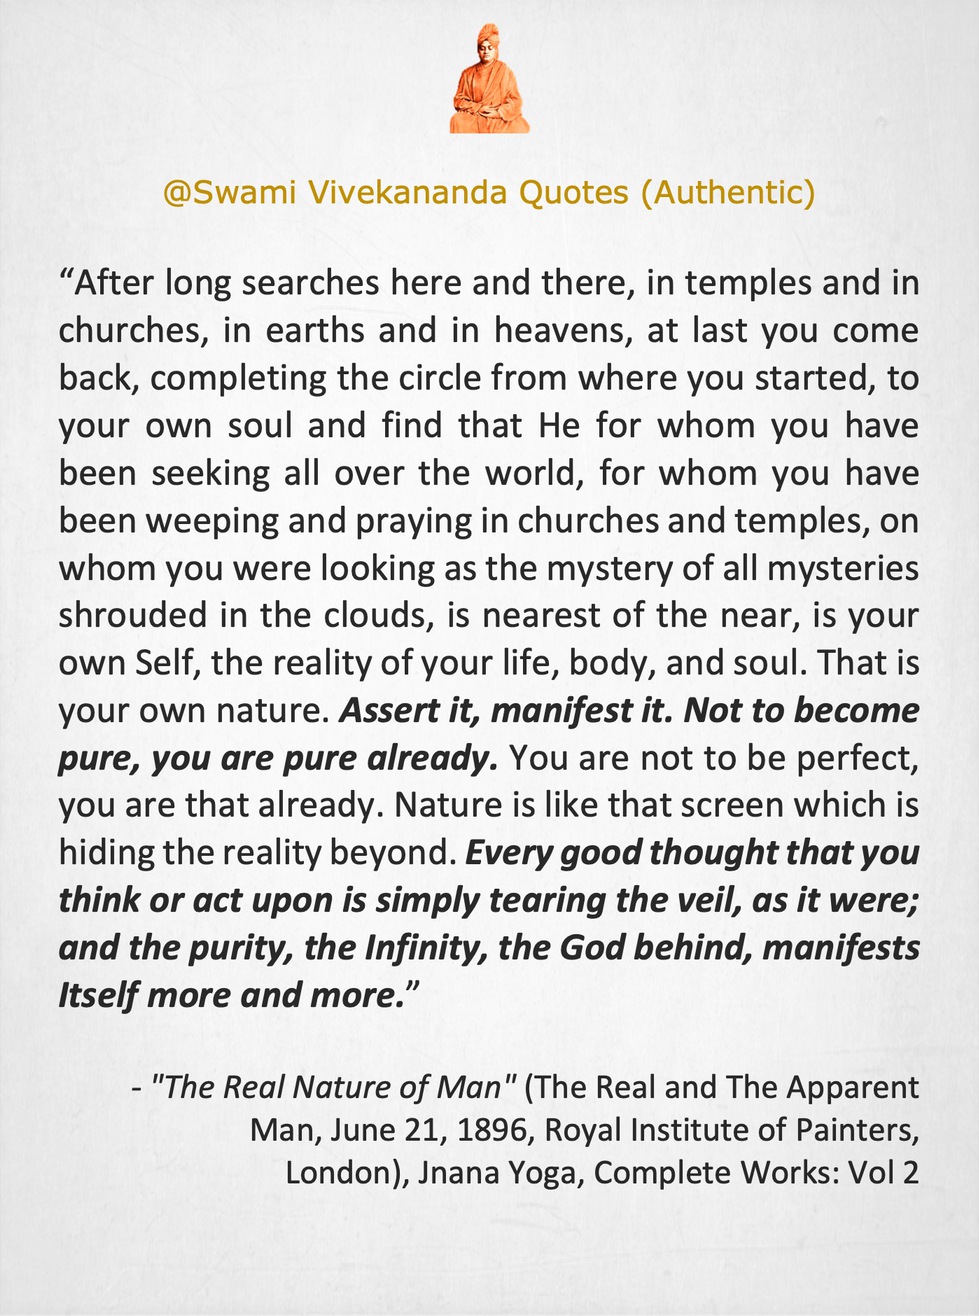 @Swami Vivekananda Quotes (Authentic)
“After long searches here and there, in temples and in
churches, in earths and in heavens, at last you come
back, completing the circle from where you started, to
your own soul and find that He for whom you have
been seeking all over the world, for whom you have
been weeping and praying in churches and temples, on
whom you were looking as the mystery of all mysteries
shrouded in the clouds, is nearest of the near, is your
own Self, the reality of your life, body, and soul. That is
your own nature. Assert it, manifest it. Not to become
pure, you are pure already. You are not to be perfect,
you are that already. Nature is like that screen which is
hiding the reality beyond. Every good thought that you
think or act upon is simply tearing the veil, as it were;
and the purity, the Infinity, the God behind, manifests
Itself more and more.”
- "The Real Nature of Man" (The Real and The Apparent
Man, June 21, 1896, Royal Institute of Painters,
London), Jnana Yoga, Complete Works: Vol 2